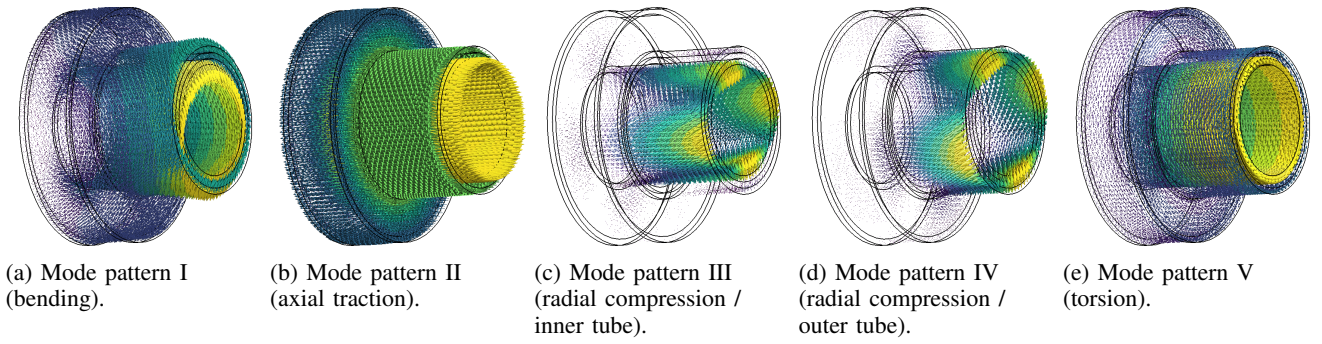 (a) Mode pattern I
(bending).
(b) Mode pattern II
(axial traction).
(c) Mode pattern III
(radial compression /
inner tube).
(d) Mode pattern IV
(radial compression /
outer tube).
(e) Mode pattern V
(torsion).